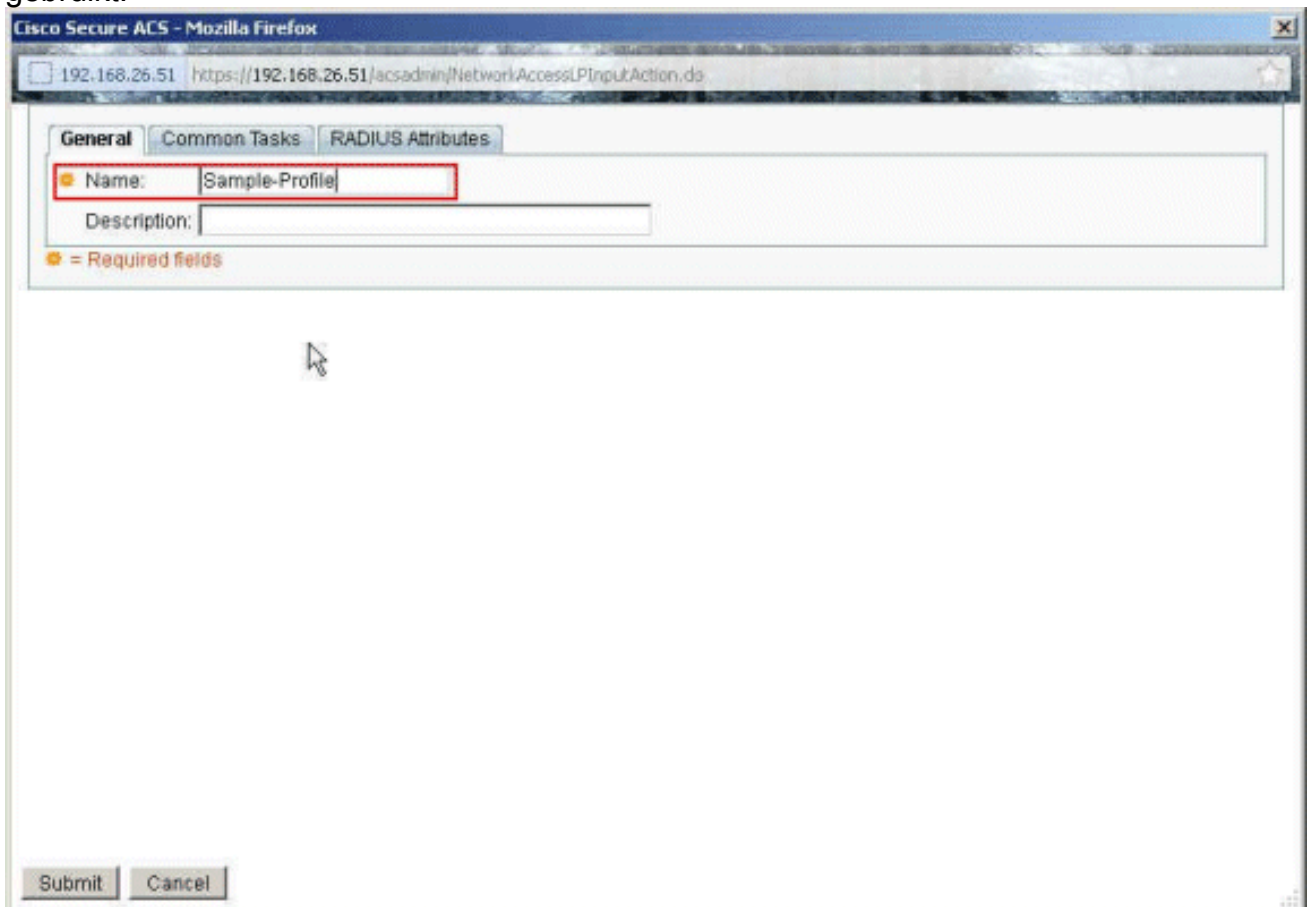 gebruikt.
Cisco Secure ACS - Mozilla Firefox
192.168.26.51 https://192.168.26.51/acsadmin/NetworkAccessLPInputAction.do
General Common Tasks RADIUS Attributes
Name: Sample-Profile
Description:
= Required fields
Submit Cancel